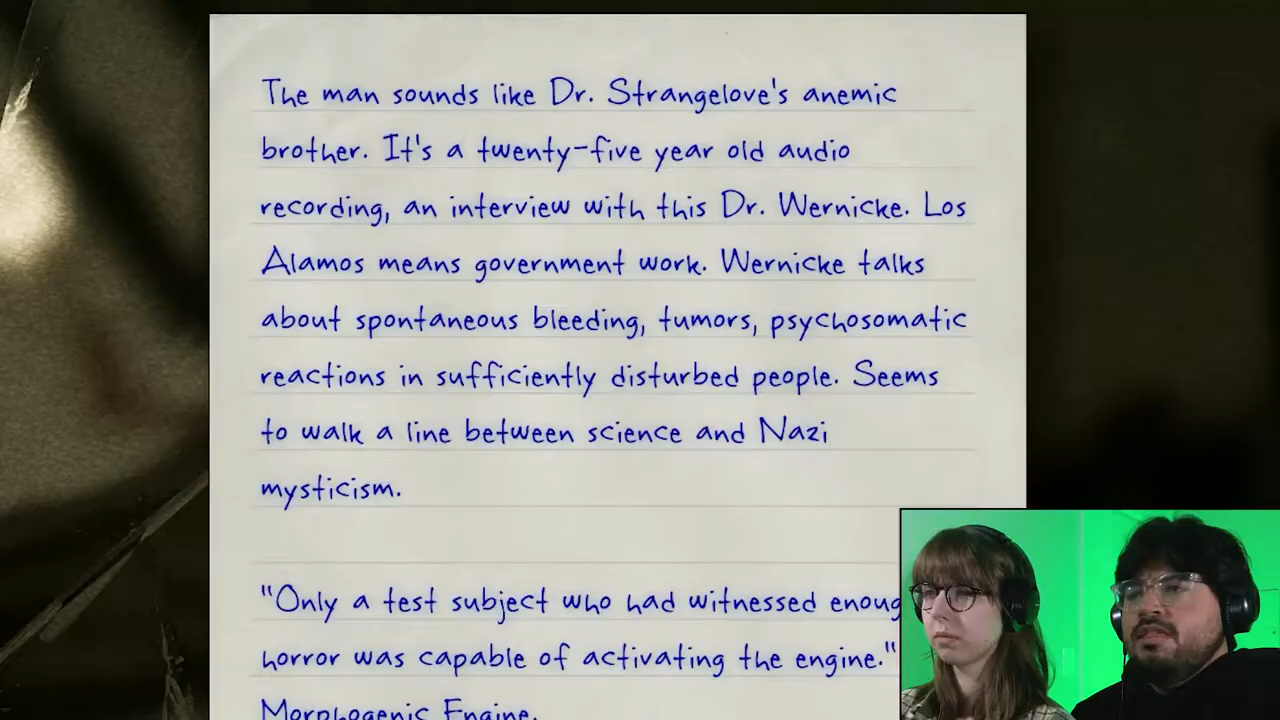 The man sounds like Dr. Strangelove's anemic
brother. It's a twenty-five year old audio
recording, an interview with this Dr. Wernicke. Los
Alamos means government work. Wernicke talks
about spontaneous bleeding, tumors, psychosomatic
reactions in sufficiently disturbed people. Seems
to walk a line between science and Nazi
mysticism.
"Only a test subject who had witnessed enoug
horror was capable of activating the engine."
Morphogenic Engine.